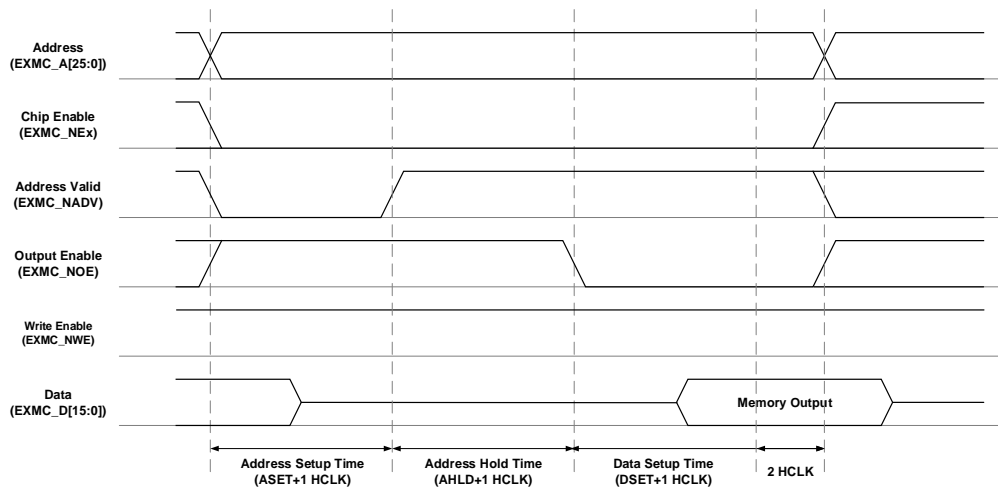 Address
(EXMC_A[25:0])
Chip Enable
(EXMC_NEx)
Address Valid
(EXMC_NADV)
Output Enable
(EXMC_NOE)
Write Enable
(EXMC_NWE)
Data
(EXMC_D[15:0])
Memory Output
Address Setup Time
(ASET+1 HCLK)
Address Hold Time
(AHLD+1 HCLK)
Data Setup Time
(DSET+1 HCLK)
2 HCLK